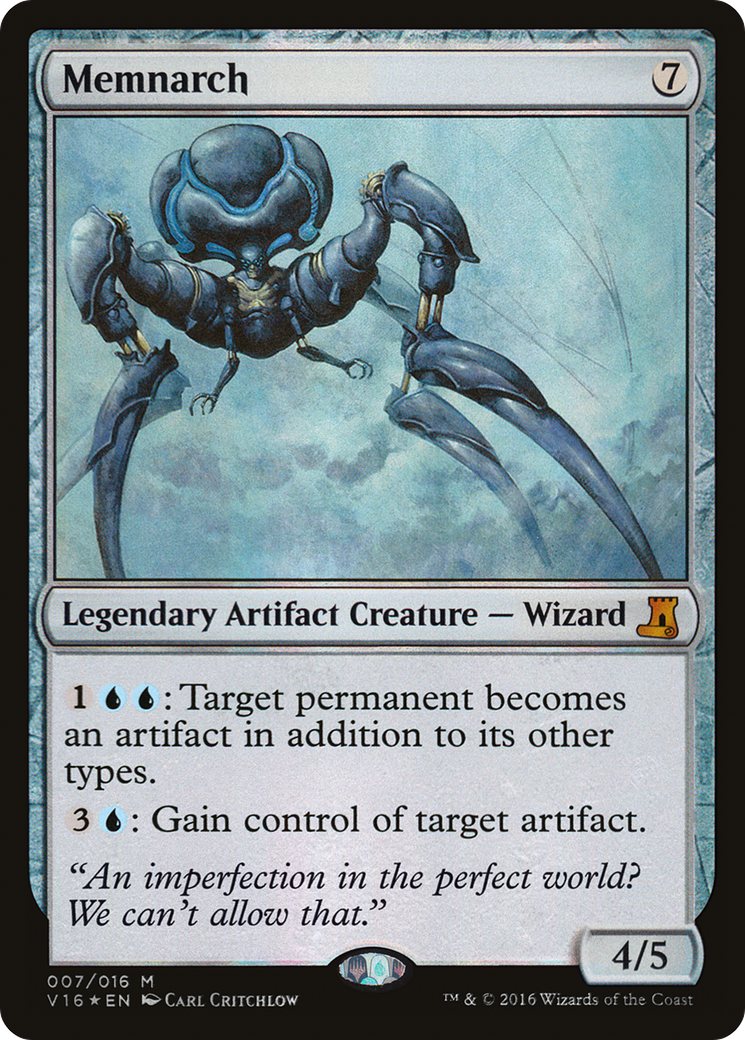 Memnarch 7
Legendary Artifact Creature — Wizard
1: Target permanent becomes
an artifact in addition to its other
types.
3: Gain control of target artifact.
“An imperfection in the perfect world?
We can’t allow that.”
4/5
007/016 M
V16★EN Carl Critchlow
™ & © 2016 Wizards of the Coast